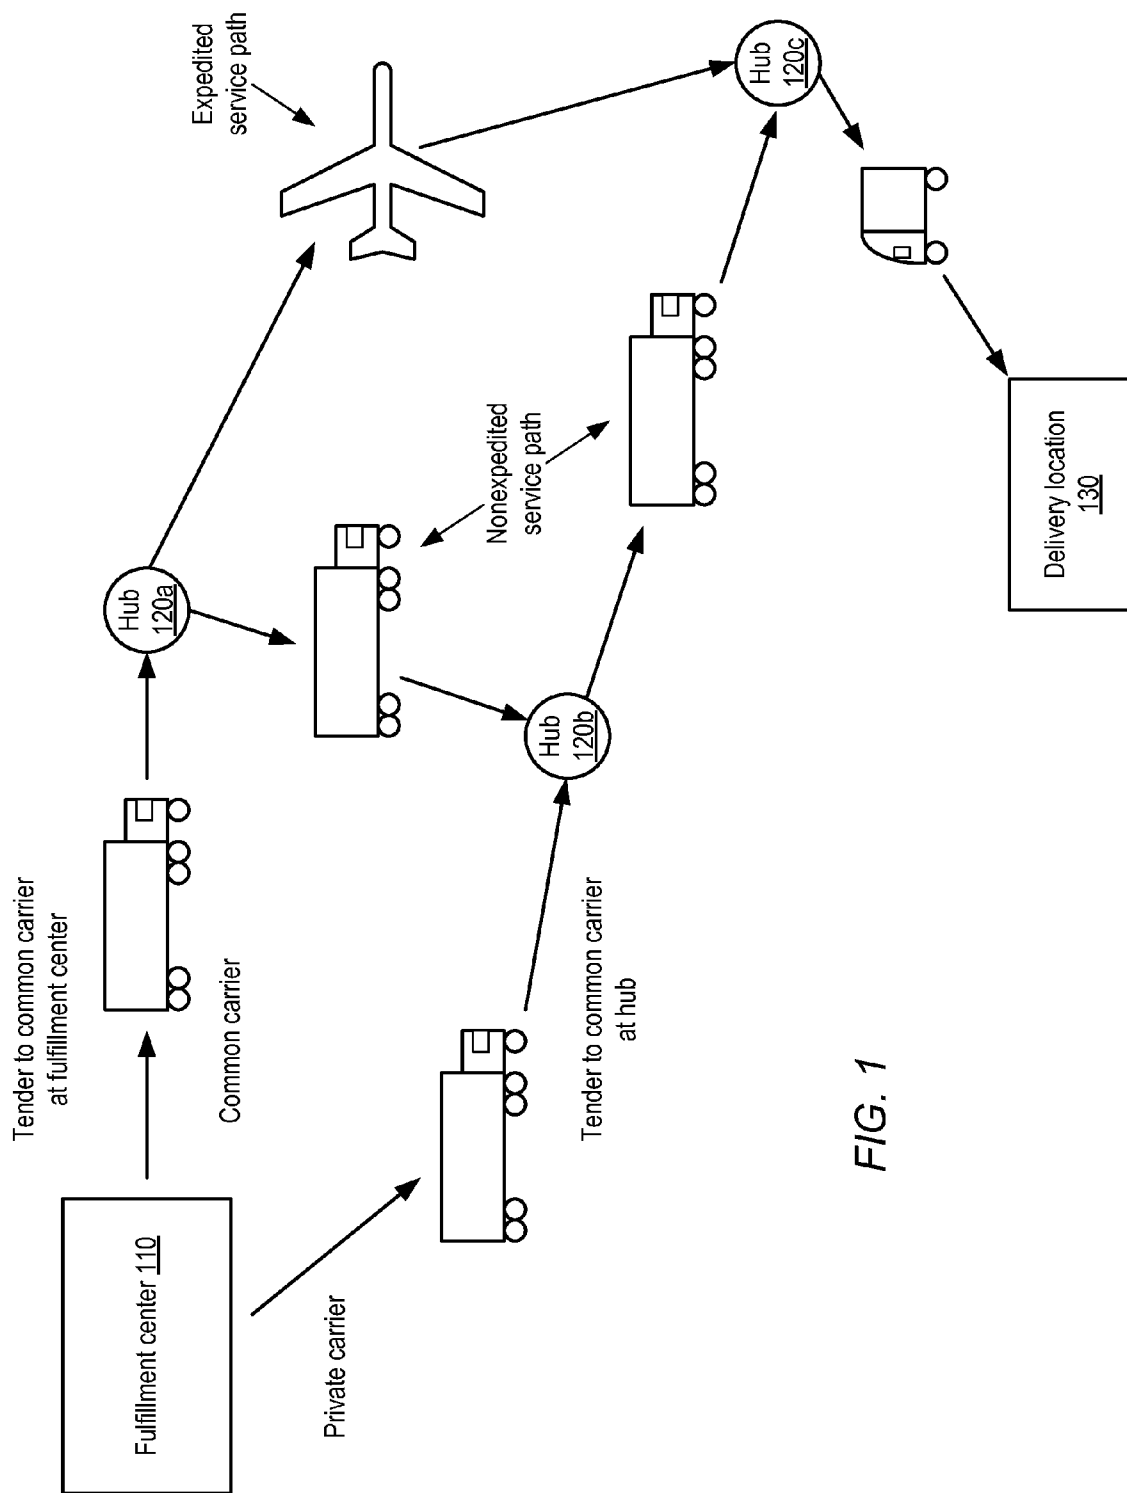 Fulfillment center 110
Tender to common carrier
at fulfillment center
Common carrier
Private carrier
Tender to common carrier
at hub
Hub
120a
Hub
120b
Nonexpedited
service path
Expedited
service path
Hub
120c
Delivery location
130
FIG. 1